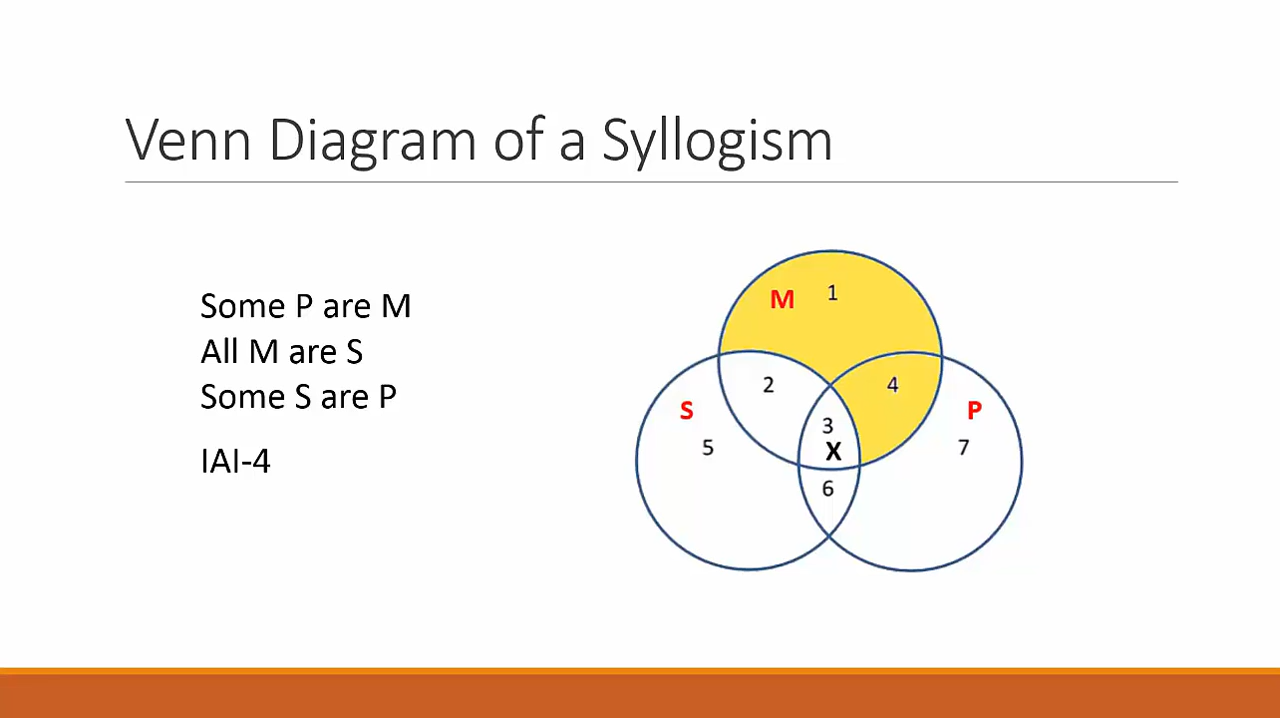 Venn Diagram of a Syllogism
Some P are M
All M are S
Some S are P
IAI-4
M 1
2
4
S
P
3
5
X
7
6